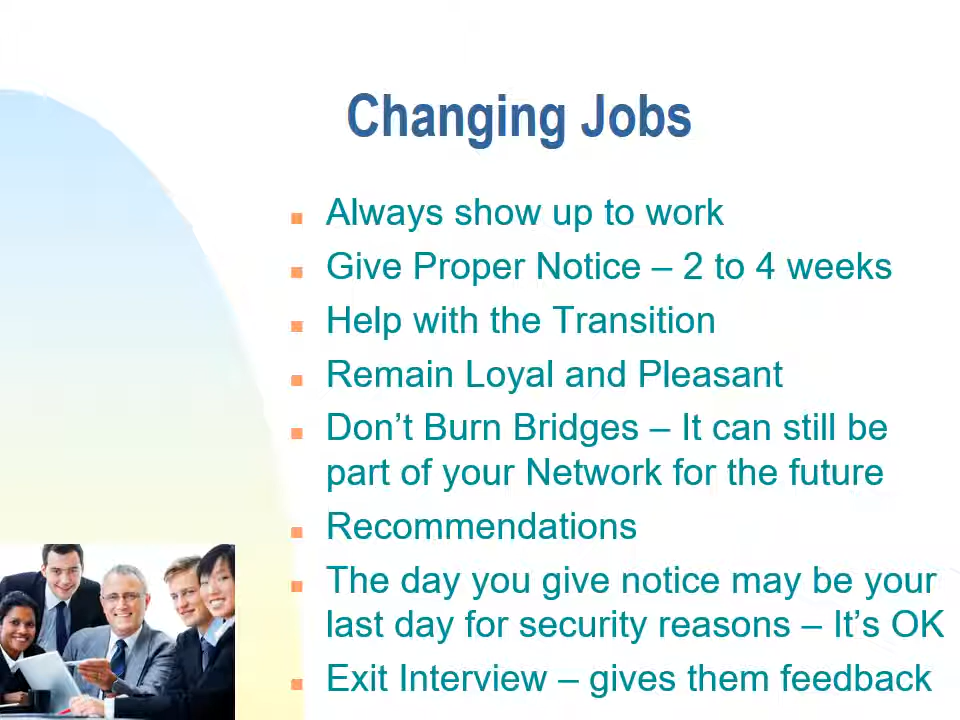 Changing Jobs
Always show up to work
Give Proper Notice – 2 to 4 weeks
Help with the Transition
Remain Loyal and Pleasant
Don’t Burn Bridges – It can still be
part of your Network for the future
Recommendations
The day you give notice may be your
last day for security reasons – It’s OK
Exit Interview – gives them feedback